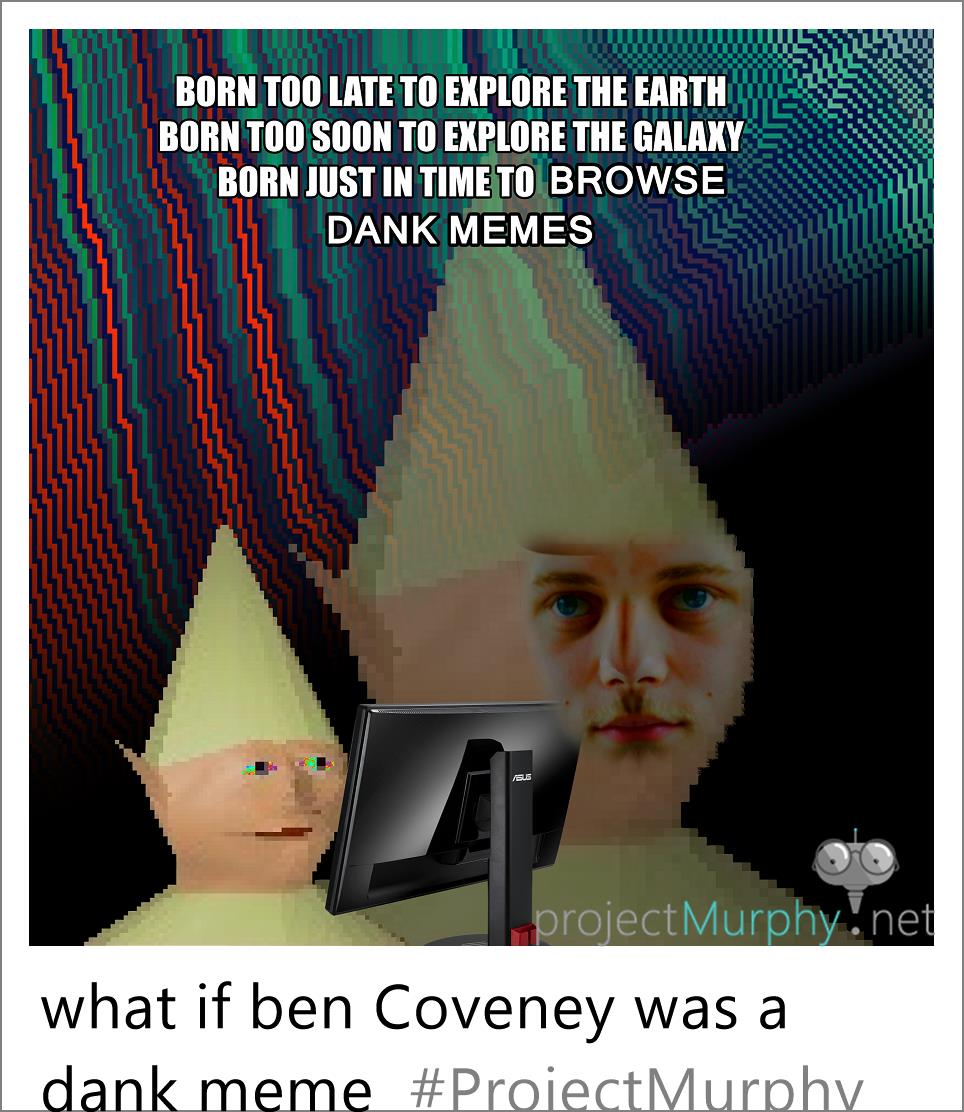 BORN TOO LATE TO EXPLORE THE EARTH
BORN TOO SOON TO EXPLORE THE GALAXY
BORN JUST IN TIME TO BROWSE
DANK MEMES
ASUS
projectMurphy.net
what if ben Coveney was a
dank meme #ProjectMurphy